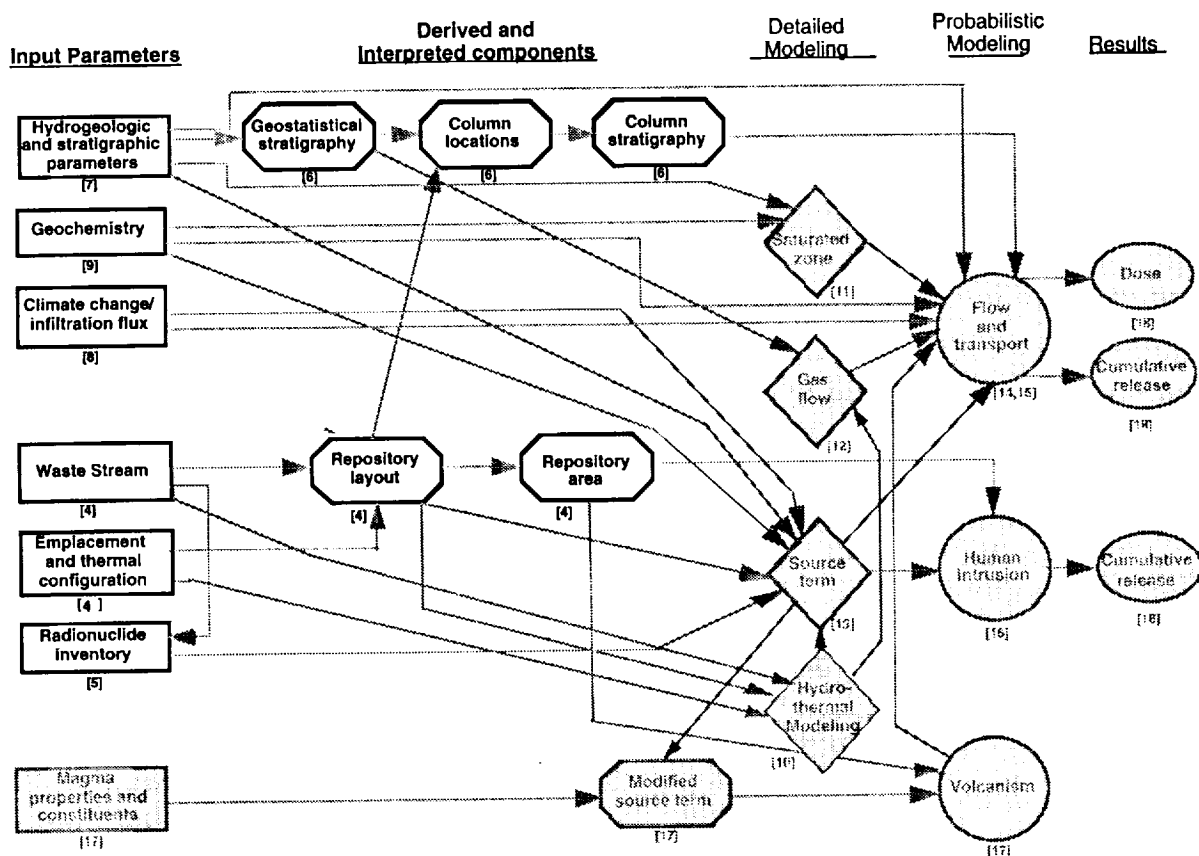 Input Parameters
Derived and
Interpreted components
Detailed
Modeling
Probabilistic
Modeling
Results
Hydrogeologic
and stratigraphic
parameters
[7]
Geostatistical
stratigraphy
[6]
Column
locations
[6]
Column
stratigraphy
[6]
Geochemistry
[9]
Saturated
zone
[11]
Climate change/
infiltration flux
[8]
Flow
and
transport
[14,15]
Dose
[18]
Gas
flow
[12]
Cumulative
release
[18]
Waste Stream
[4]
Repository
layout
[4]
Repository
area
[4]
Emplacement
and thermal
configuration
[4 ]
Source
term
[13]
Human
Intrusion
[16]
Cumulative
release
[18]
Radionuclide
inventory
[5]
Hydro-
thermal
Modeling
[10]
Magma
properties and
constituents
[17]
Modified
source term
[17]
Volcanism
[17]